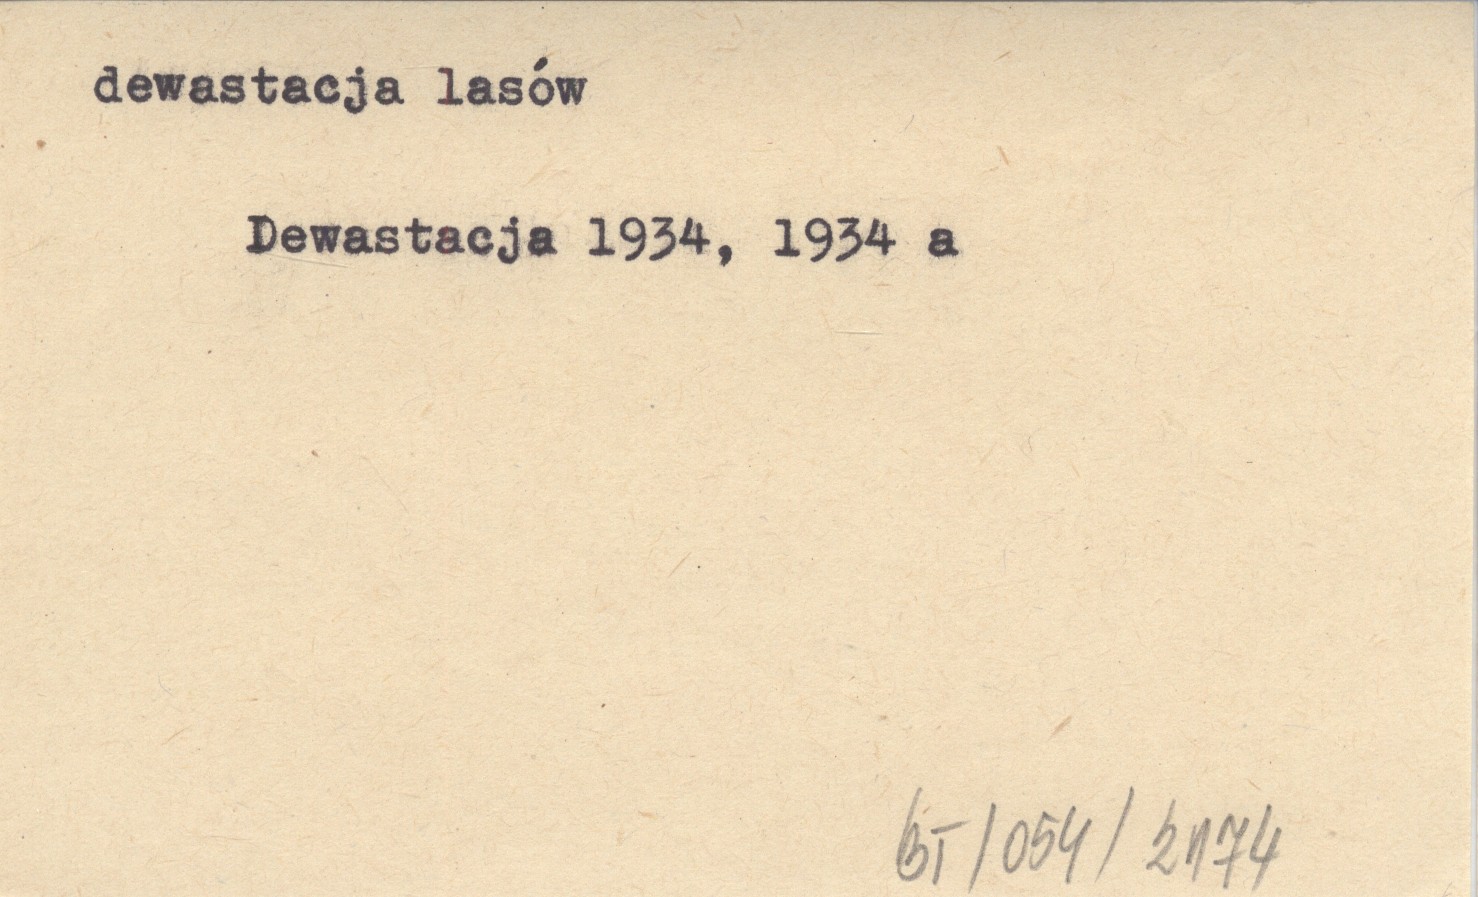 dewastacja lasów
Dewastacja 1934, 1934 a
BT/054/2174